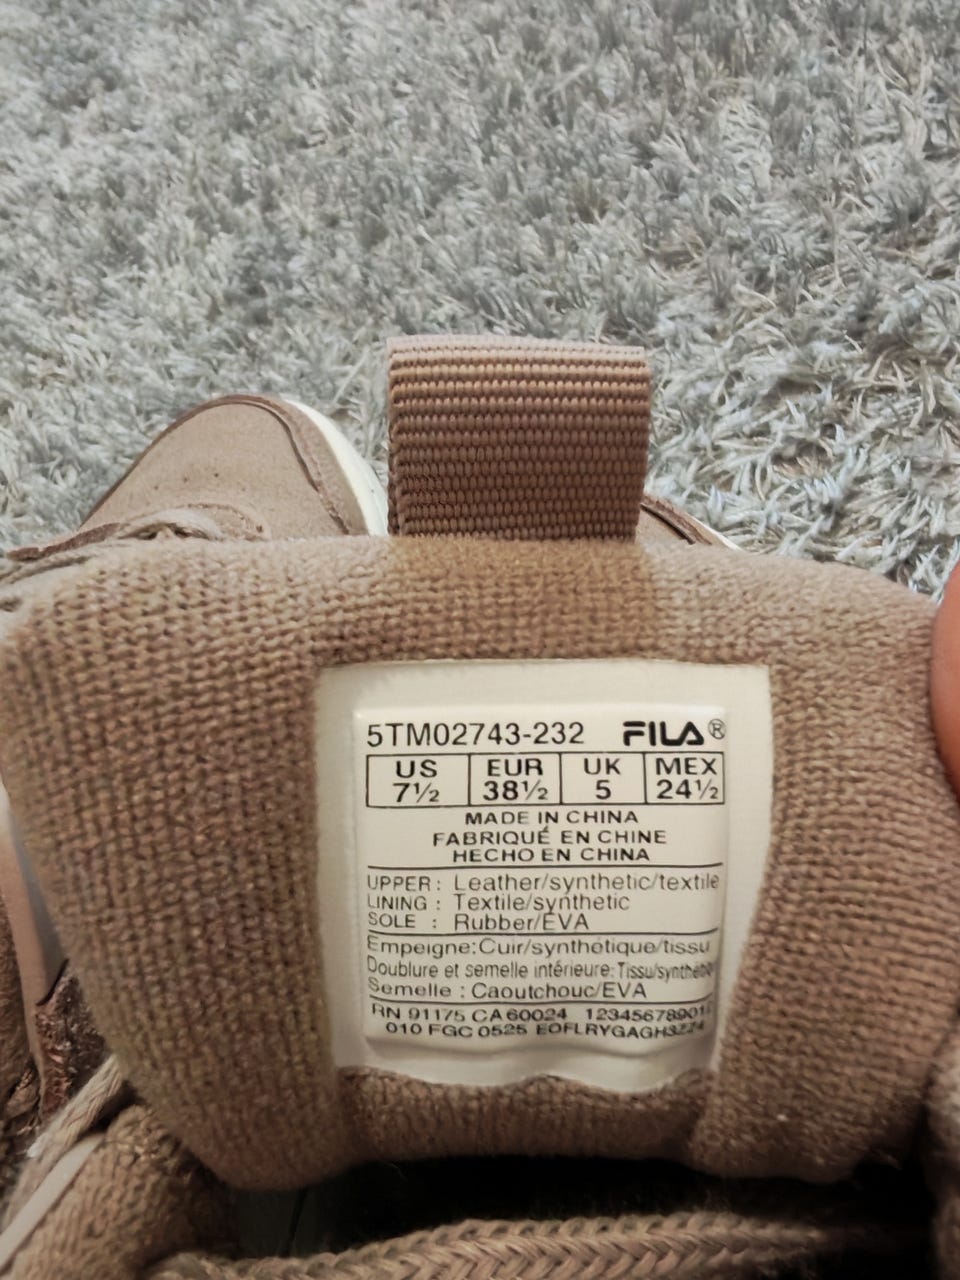 5TM02743-232 FILA®
US EUR UK MEX
7½ 38½ 5 24½
MADE IN CHINA
FABRIQUÉ EN CHINE
HECHO EN CHINA
UPPER : Leather/synthetic/textile
LINING : Textile/synthetic
SOLE : Rubber/EVA
Empeigne:Cuir/synthétique/tissu
Doublure et semelle intérieure:
Semelle : Caoutchouc/EVA
RN 91175 CA 60024
010 FGC 0525